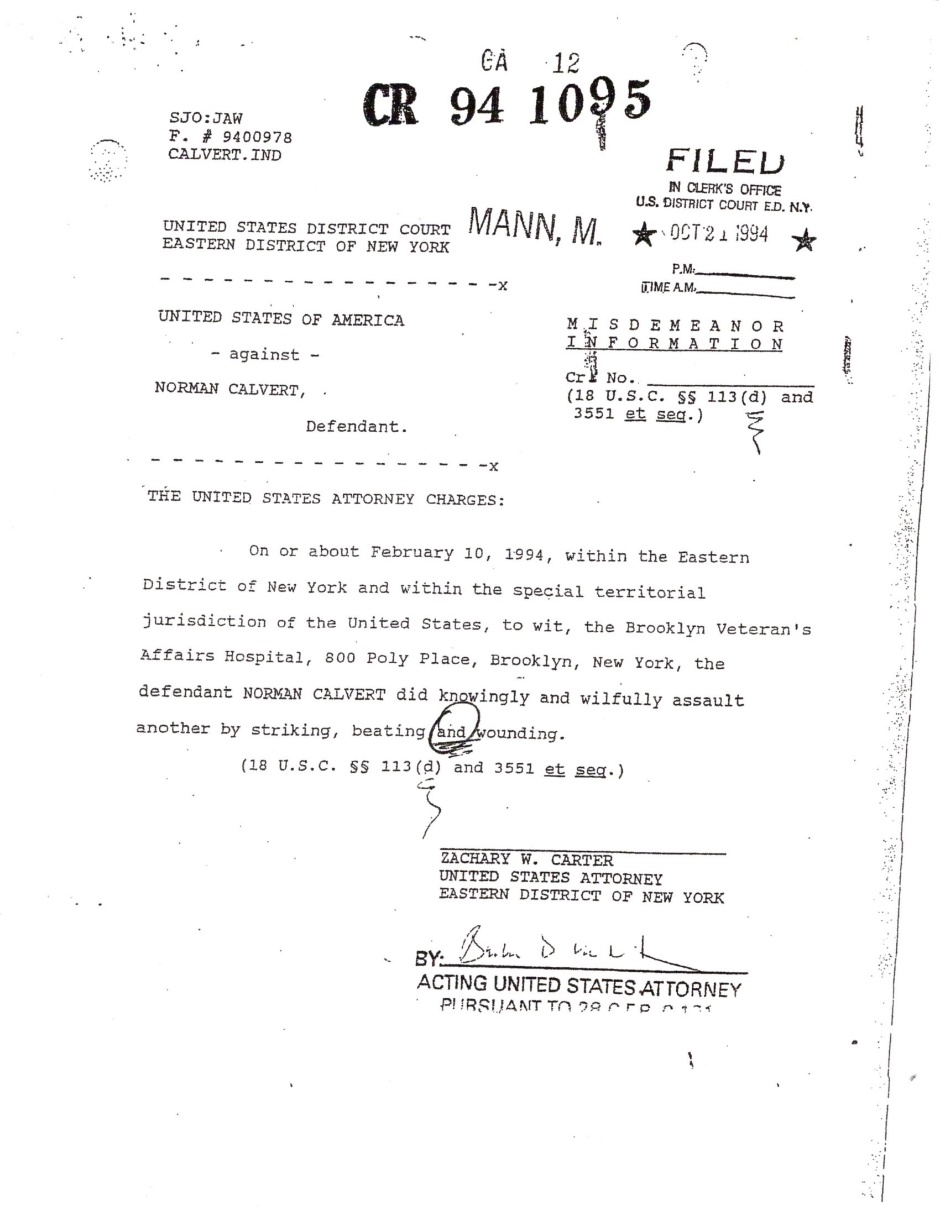 CA 12
CR 94 1095
SJO:JAW
F. # 9400978
CALVERT.IND
FILED
IN CLERK'S OFFICE
U.S. DISTRICT COURT E.D. N.Y.
★ OCT 21 1994 ★
P.M.
TIME A.M.
UNITED STATES DISTRICT COURT
EASTERN DISTRICT OF NEW YORK
MANN, M.
- - - - - - - - - - - - - - - - - -x
UNITED STATES OF AMERICA
- against -
NORMAN CALVERT,
Defendant.
- - - - - - - - - - - - - - - - - -x
M I S D E M E A N O R
I N F O R M A T I O N
Cr. No.
(18 U.S.C. §§ 113(d) and
3551 et seq.)
THE UNITED STATES ATTORNEY CHARGES:
On or about February 10, 1994, within the Eastern
District of New York and within the special territorial
jurisdiction of the United States, to wit, the Brooklyn Veteran's
Affairs Hospital, 800 Poly Place, Brooklyn, New York, the
defendant NORMAN CALVERT did knowingly and wilfully assault
another by striking, beating and wounding.
(18 U.S.C. §§ 113(d) and 3551 et seq.)
ZACHARY W. CARTER
UNITED STATES ATTORNEY
EASTERN DISTRICT OF NEW YORK
BY:
ACTING UNITED STATES ATTORNEY
PURSUANT TO 28 C.F.R. 0.131